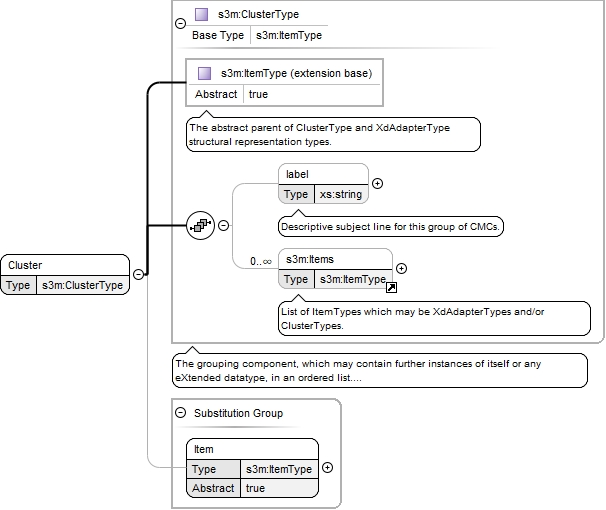 s3m:ClusterType
Base Type s3m:ItemType
s3m:ItemType (extension base)
Abstract true
The abstract parent of ClusterType and XdAdapterType
structural representation types.
label
Type xs:string
Descriptive subject line for this group of CMCs.
0..∞
s3m:Items
Type s3m:ItemType
List of ItemTypes which may be XdAdapterTypes and/or
ClusterTypes.
Cluster
Type s3m:ClusterType
The grouping component, which may contain further instances of itself or any
eXtended datatype, in an ordered list....
Substitution Group
Item
Type s3m:ItemType
Abstract true